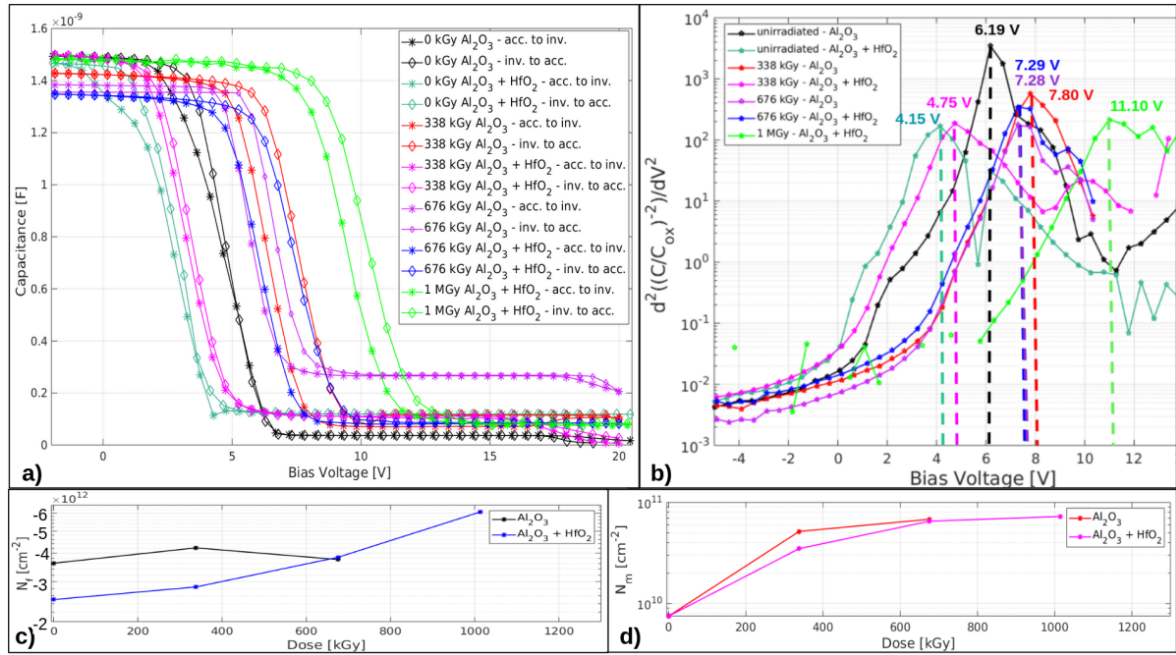 1.6 ×10⁻⁹
1.4
1.2
1
0.8
0.6
0.4
0.2
0
Capacitance [F]
0 5 10 15 20
Bias Voltage [V]
a)
0 kGy Al₂O₃ - acc. to inv.
0 kGy Al₂O₃ - inv. to acc.
0 kGy Al₂O₃ + HfO₂ - acc. to inv.
0 kGy Al₂O₃ + HfO₂ - inv. to acc.
338 kGy Al₂O₃ - acc. to inv.
338 kGy Al₂O₃ - inv. to acc.
338 kGy Al₂O₃ + HfO₂ - acc. to inv.
338 kGy Al₂O₃ + HfO₂ - inv. to acc.
676 kGy Al₂O₃ - acc. to inv.
676 kGy Al₂O₃ - inv. to acc.
676 kGy Al₂O₃ + HfO₂ - acc. to inv.
676 kGy Al₂O₃ + HfO₂ - inv. to acc.
1 MGy Al₂O₃ + HfO₂ - acc. to inv.
1 MGy Al₂O₃ + HfO₂ - inv. to acc.
10⁴
10³
10²
10¹
10⁰
10⁻¹
10⁻²
10⁻³
d²((C/Cₒₓ)⁻²)/dV²
-4 -2 0 2 4 6 8 10 12
Bias Voltage [V]
b)
unirradiated - Al₂O₃
unirradiated - Al₂O₃ + HfO₂
338 kGy - Al₂O₃
338 kGy - Al₂O₃ + HfO₂
676 kGy - Al₂O₃
676 kGy - Al₂O₃ + HfO₂
1 MGy - Al₂O₃ + HfO₂
6.19 V
7.29 V
7.28 V
4.75 V
7.80 V
11.10 V
4.15 V
×10¹²
-6
-5
-4
-3
-2
N_f [cm⁻²]
0 200 400 600 800 1000 1200
Dose [kGy]
c)
Al₂O₃
Al₂O₃ + HfO₂
10¹¹
10¹⁰
N_m [cm⁻²]
0 200 400 600 800 1000 1200
Dose [kGy]
d)
Al₂O₃
Al₂O₃ + HfO₂